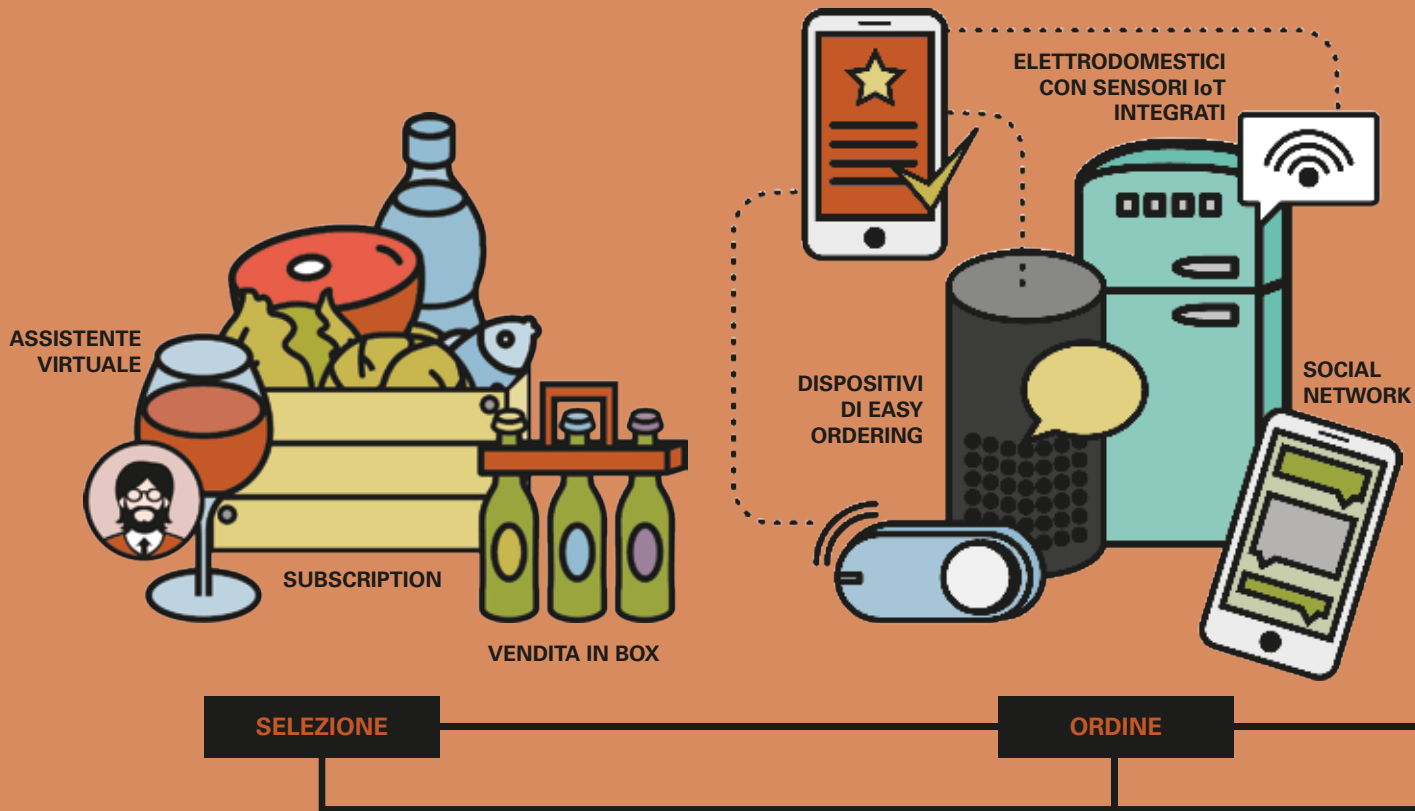 ASSISTENTE
VIRTUALE
SUBSCRIPTION
VENDITA IN BOX
ELETTRODOMESTICI
CON SENSORI IoT
INTEGRATI
DISPOSITIVI
DI EASY
ORDERING
SOCIAL
NETWORK
SELEZIONE
ORDINE